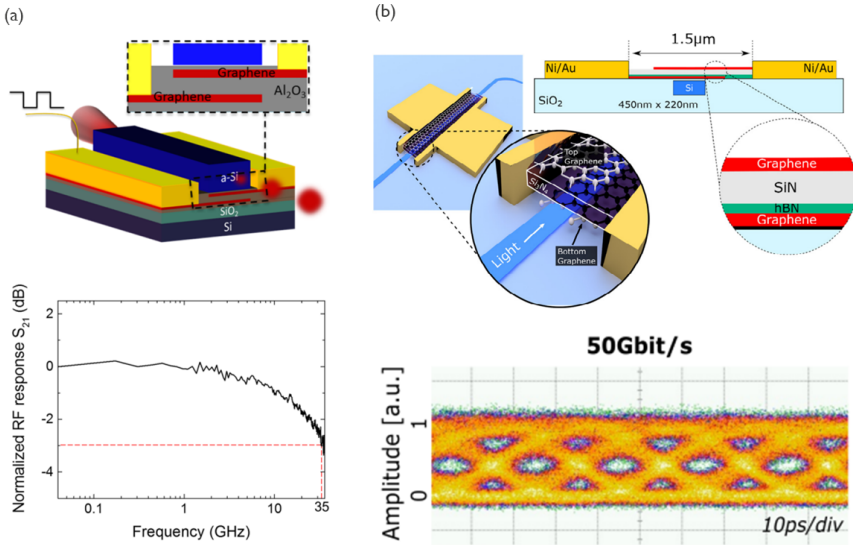 (a)
Graphene
Graphene
Al₂O₃
a-Si
SiO₂
Si
Normalized RF response S₂₁ (dB)
2
0
-2
-4
0.1
1
10
35
Frequency (GHz)
(b)
1.5µm
Ni/Au
Ni/Au
Si
SiO₂
450nm x 220nm
Top
Graphene
Si₃N₄
Light
Bottom
Graphene
Graphene
SiN
hBN
Graphene
50Gbit/s
Amplitude [a.u.]
1
0
10ps/div